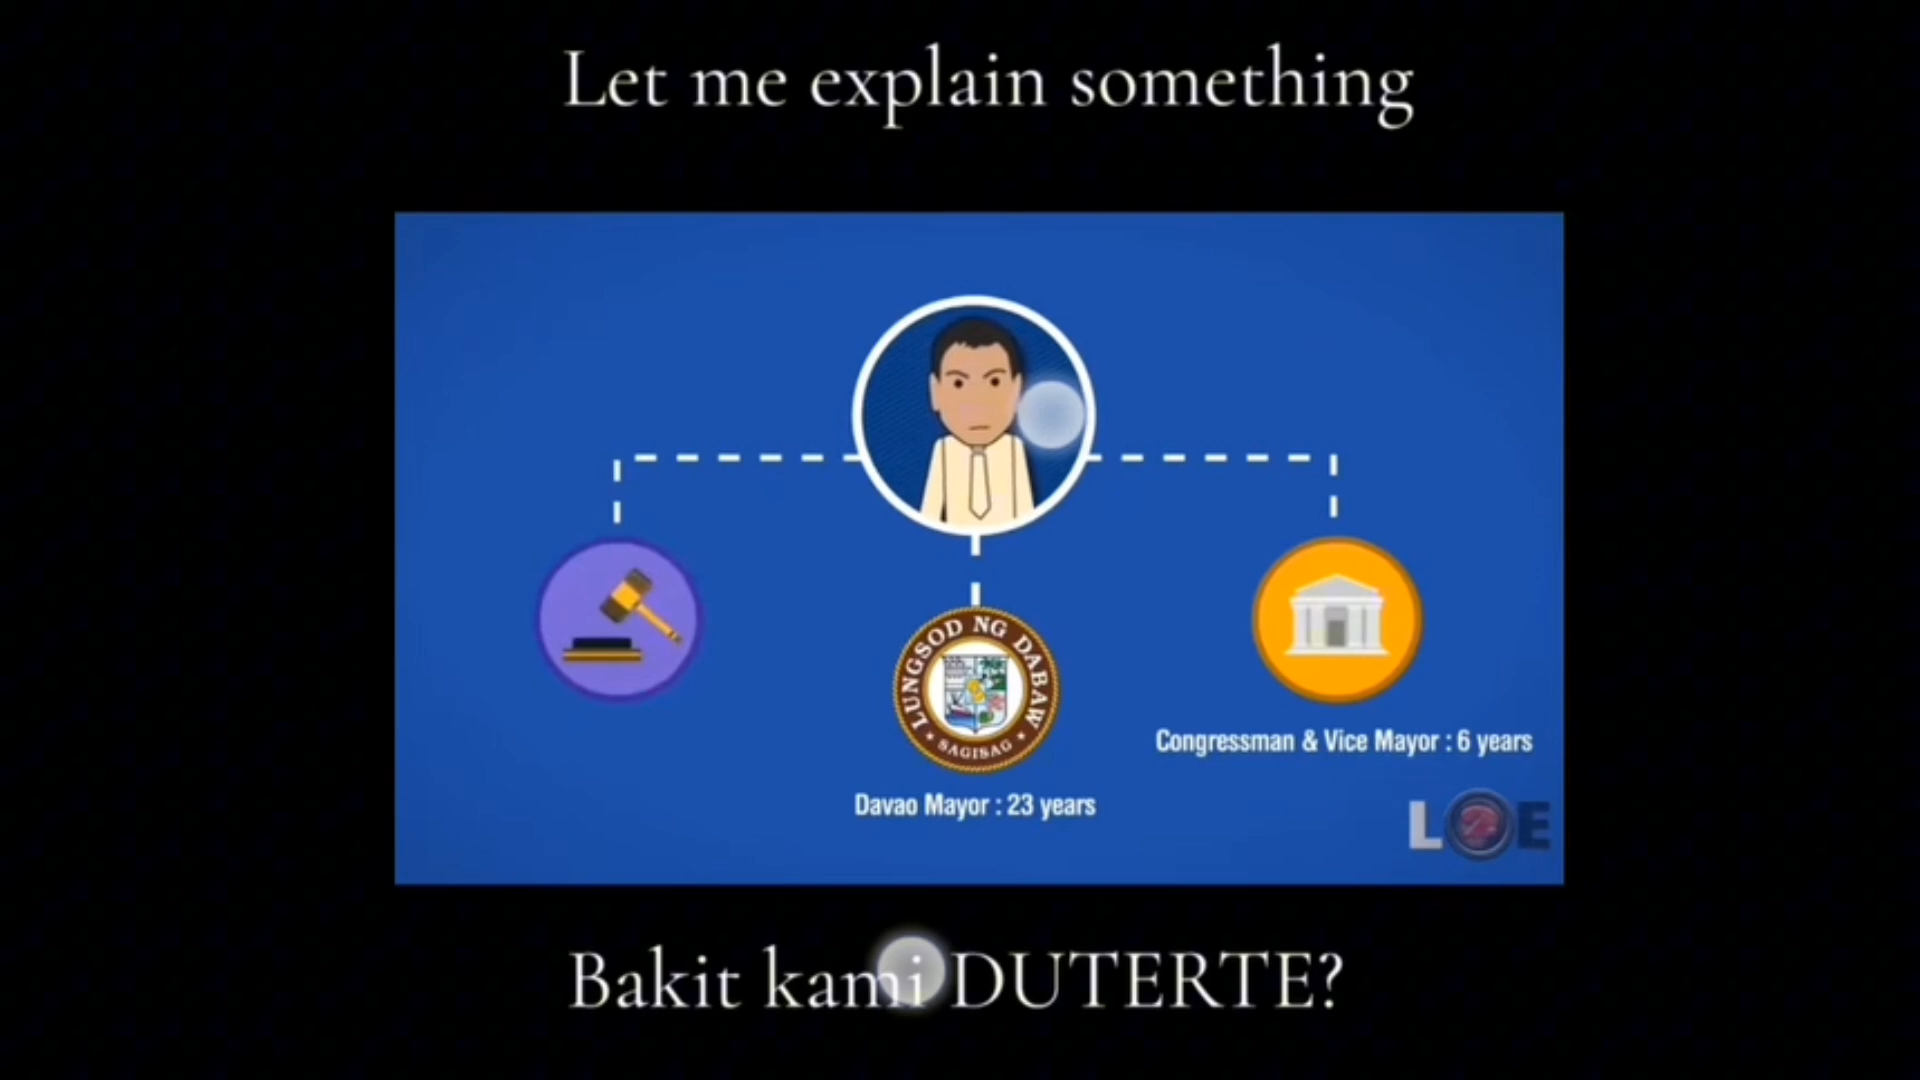 Let me explain something
LUNGSOD NG DABAW
SAGISAG
Congressman & Vice Mayor : 6 years
Davao Mayor : 23 years
L E
Bakit kami DUTERTE?